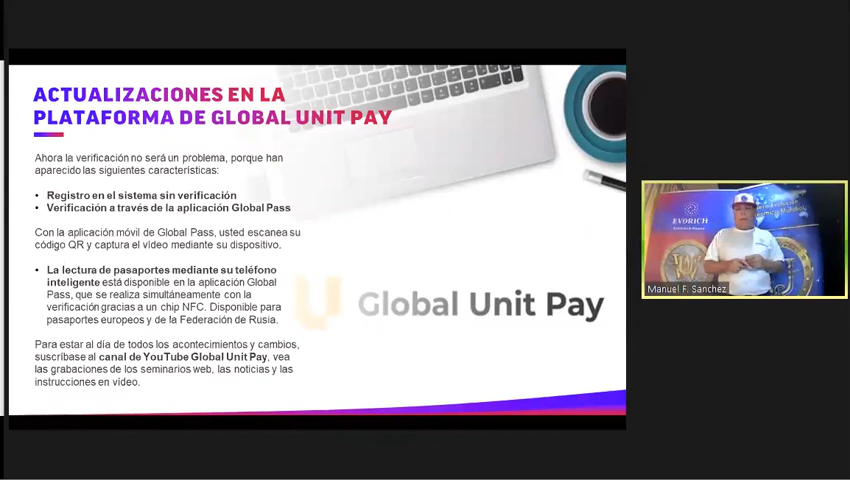 ACTUALIZACIONES EN LA
PLATAFORMA DE GLOBAL UNIT PAY
Ahora la verificación no será un problema, porque han
aparecido las siguientes características:
• Registro en el sistema sin verificación
• Verificación a través de la aplicación Global Pass
Con la aplicación móvil de Global Pass, usted escanea su
código QR y captura el vídeo mediante su dispositivo.
• La lectura de pasaportes mediante su teléfono
inteligente está disponible en la aplicación Global
Pass, que se realiza simultáneamente con la
verificación gracias a un chip NFC. Disponible para
pasaportes europeos y de la Federación de Rusia.
Para estar al día de todos los acontecimientos y cambios,
suscríbase al canal de YouTube Global Unit Pay, vea
las grabaciones de los seminarios web, las noticias y las
instrucciones en vídeo.
Global Unit Pay
EVORICH
Manuel F. Sanchez